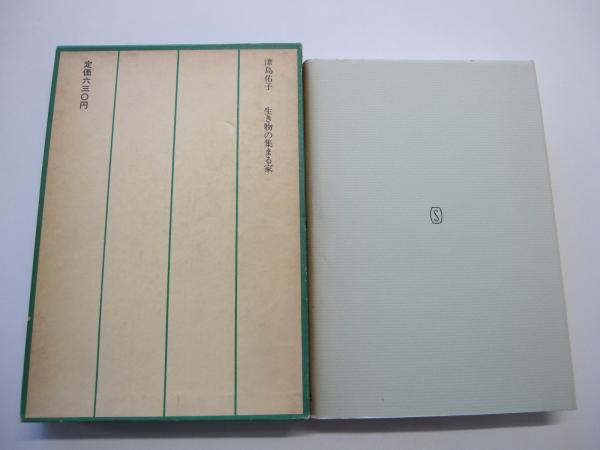 津島佑子 生き物の集まる家
定価六三〇円
S